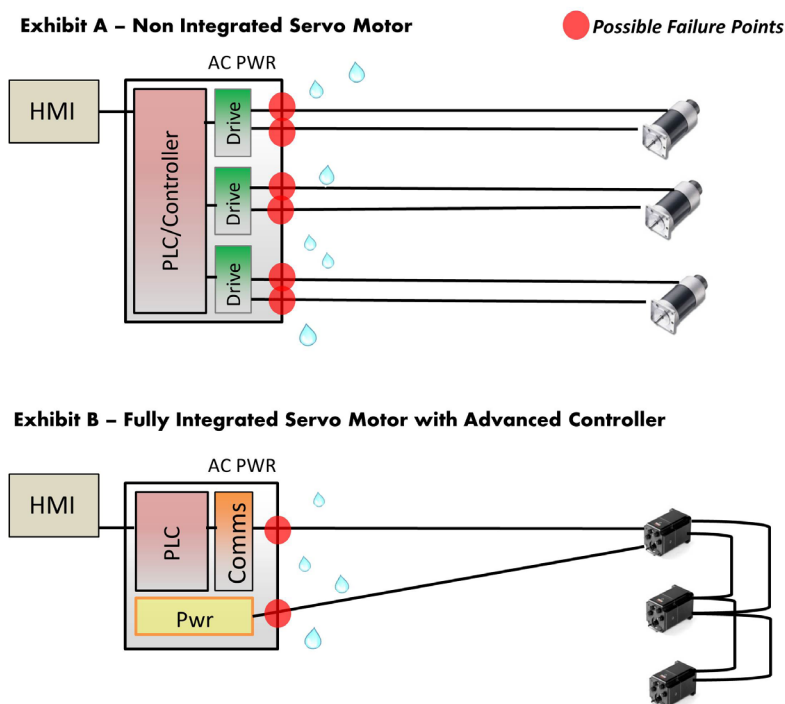 Exhibit A – Non Integrated Servo Motor
Possible Failure Points
AC PWR
HMI
PLC/Controller
Drive
Drive
Drive
Exhibit B – Fully Integrated Servo Motor with Advanced Controller
AC PWR
HMI
PLC
Comms
Pwr